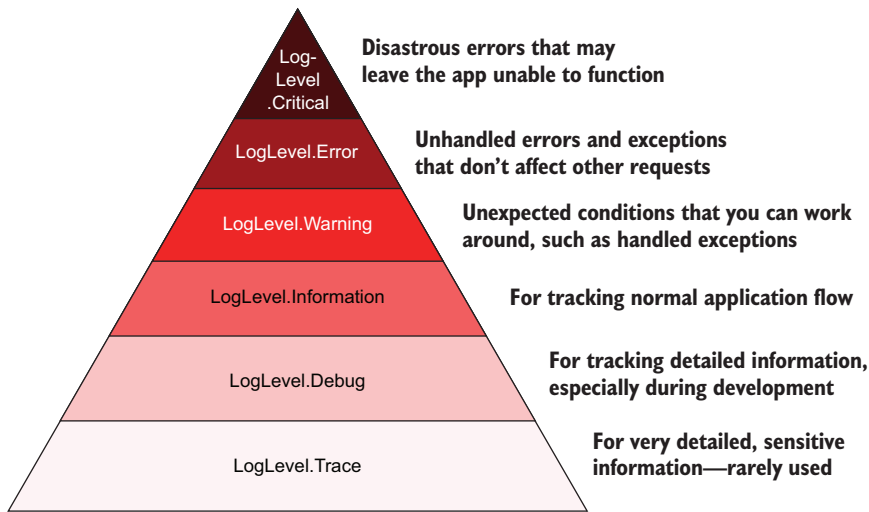 Log-
Level
.Critical
Disastrous errors that may
leave the app unable to function
LogLevel.Error
Unhandled errors and exceptions
that don't affect other requests
LogLevel.Warning
Unexpected conditions that you can work
around, such as handled exceptions
LogLevel.Information
For tracking normal application flow
LogLevel.Debug
For tracking detailed information,
especially during development
LogLevel.Trace
For very detailed, sensitive
information—rarely used